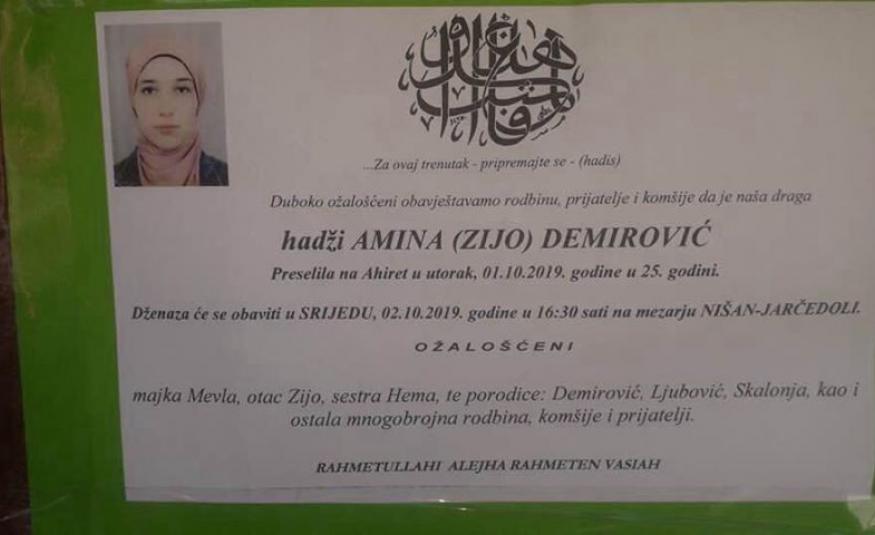 ...Za ovaj trenutak - pripremajte se - (hadis)
Duboko ožalošćeni obavještavamo rodbinu, prijatelje i komšije da je naša draga
hadži AMINA (ZIJO) DEMIROVIĆ
Preselila na Ahiret u utorak, 01.10.2019. godine u 25. godini.
Dženaza će se obaviti u SRIJEDU, 02.10.2019. godine u 16:30 sati na mezarju NIŠAN-JARČEDOLI.
OŽALOŠĆENI
majka Mevla, otac Zijo, sestra Hema, te porodice: Demirović, Ljubović, Skalonja, kao i
ostala mnogobrojna rodbina, komšije i prijatelji.
RAHMETULLAHI ALEJHA RAHMETEN VASIAH